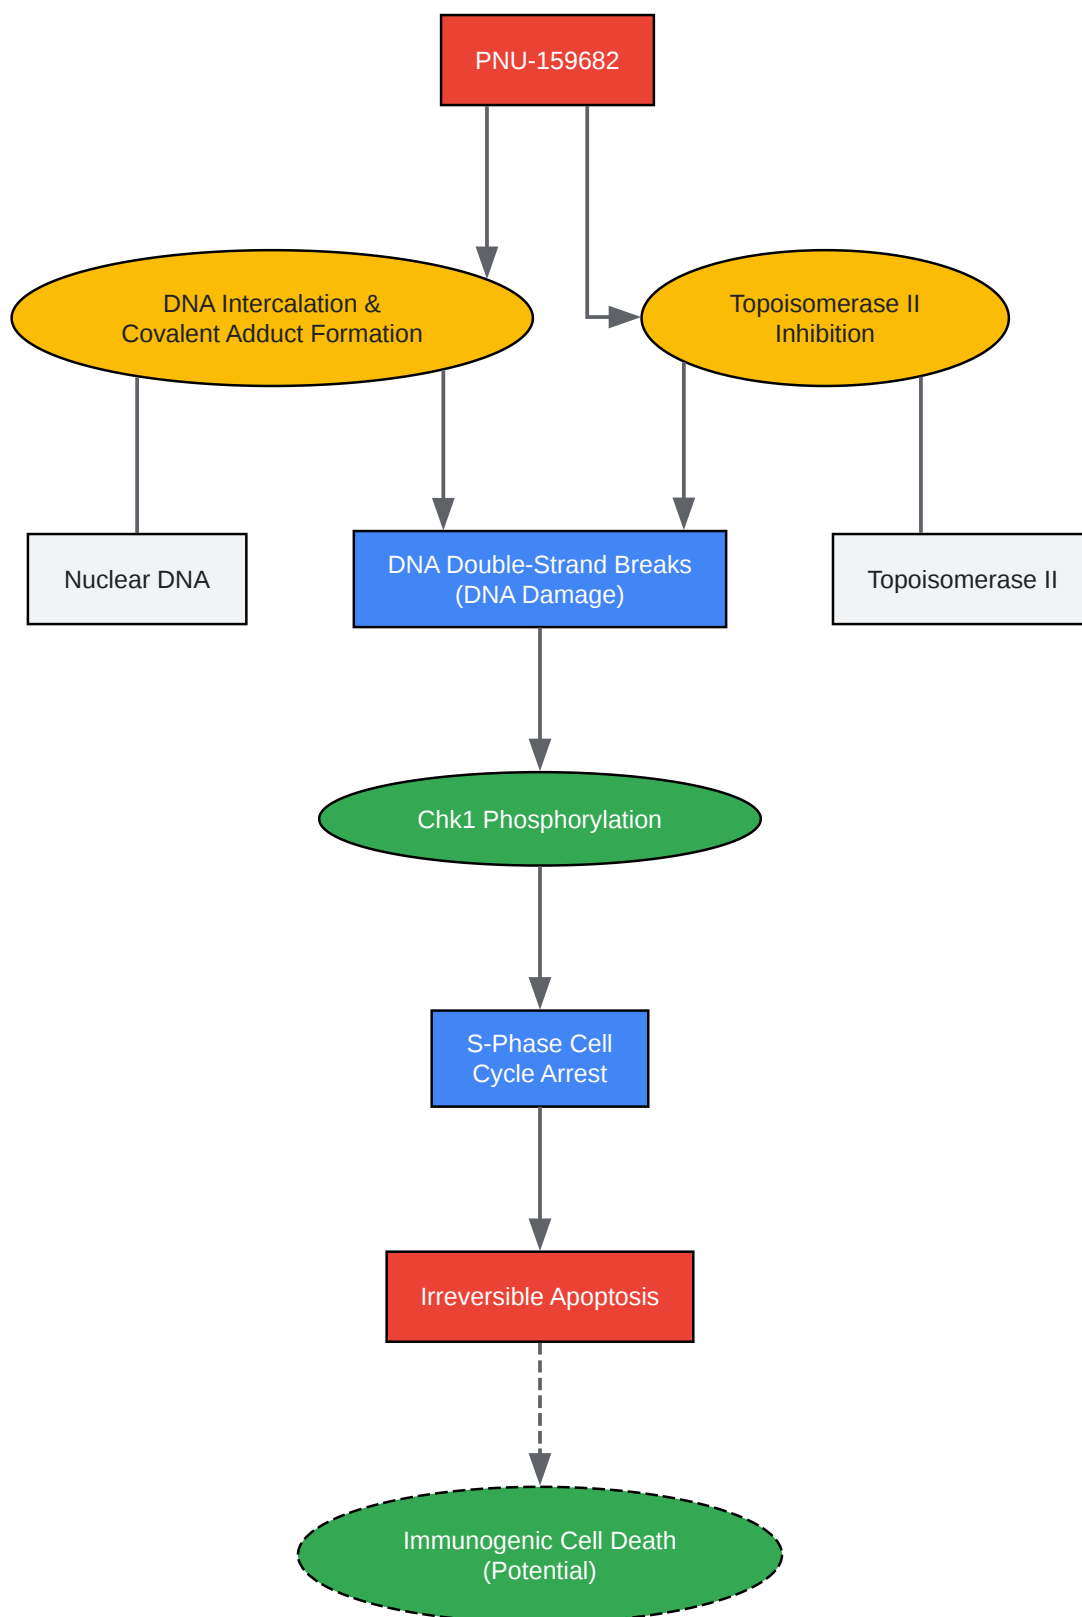 PNU-159682
DNA Intercalation &
Covalent Adduct Formation
Topoisomerase II
Inhibition
Nuclear DNA
DNA Double-Strand Breaks
(DNA Damage)
Topoisomerase II
Chk1 Phosphorylation
S-Phase Cell
Cycle Arrest
Irreversible Apoptosis
Immunogenic Cell Death
(Potential)